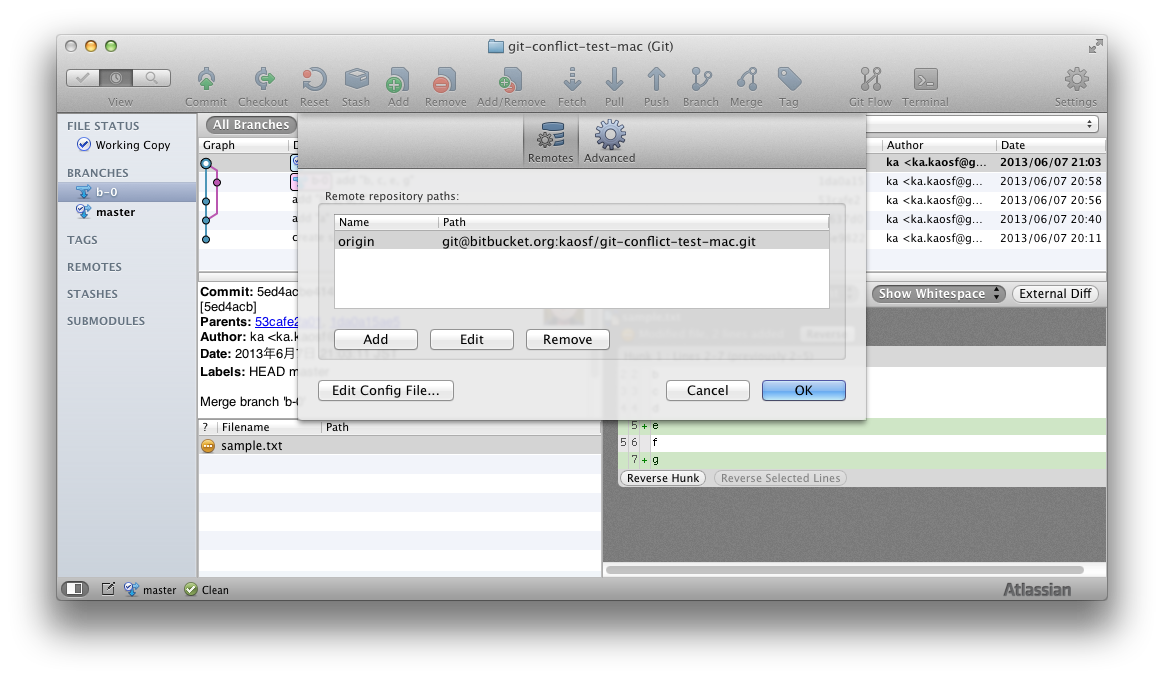 git-conflict-test-mac (Git)
View
Commit
Checkout
Reset
Stash
Add
Remove
Add/Remove
Fetch
Pull
Push
Branch
Merge
Tag
Git Flow
Terminal
Settings
FILE STATUS
Working Copy
BRANCHES
b-0
master
TAGS
REMOTES
STASHES
SUBMODULES
All Branches
Graph
Author
Date
ka <ka.kaosf@g... 2013/06/07 21:03
ka <ka.kaosf@g... 2013/06/07 20:58
ka <ka.kaosf@g... 2013/06/07 20:56
ka <ka.kaosf@g... 2013/06/07 20:40
ka <ka.kaosf@g... 2013/06/07 20:11
Remotes
Advanced
Remote repository paths:
Name Path
origin git@bitbucket.org:kaosf/git-conflict-test-mac.git
Add
Edit
Remove
Edit Config File...
Cancel
OK
Commit:
[5ed4acb]
Parents:
Author: ka
Date: 2013年6月
Labels: HEAD master
Merge branch 'b-0'
? Filename Path
sample.txt
Show Whitespace
External Diff
5 + e
5 6 f
7 + g
Reverse Hunk
Reverse Selected Lines
master
Clean
Atlassian